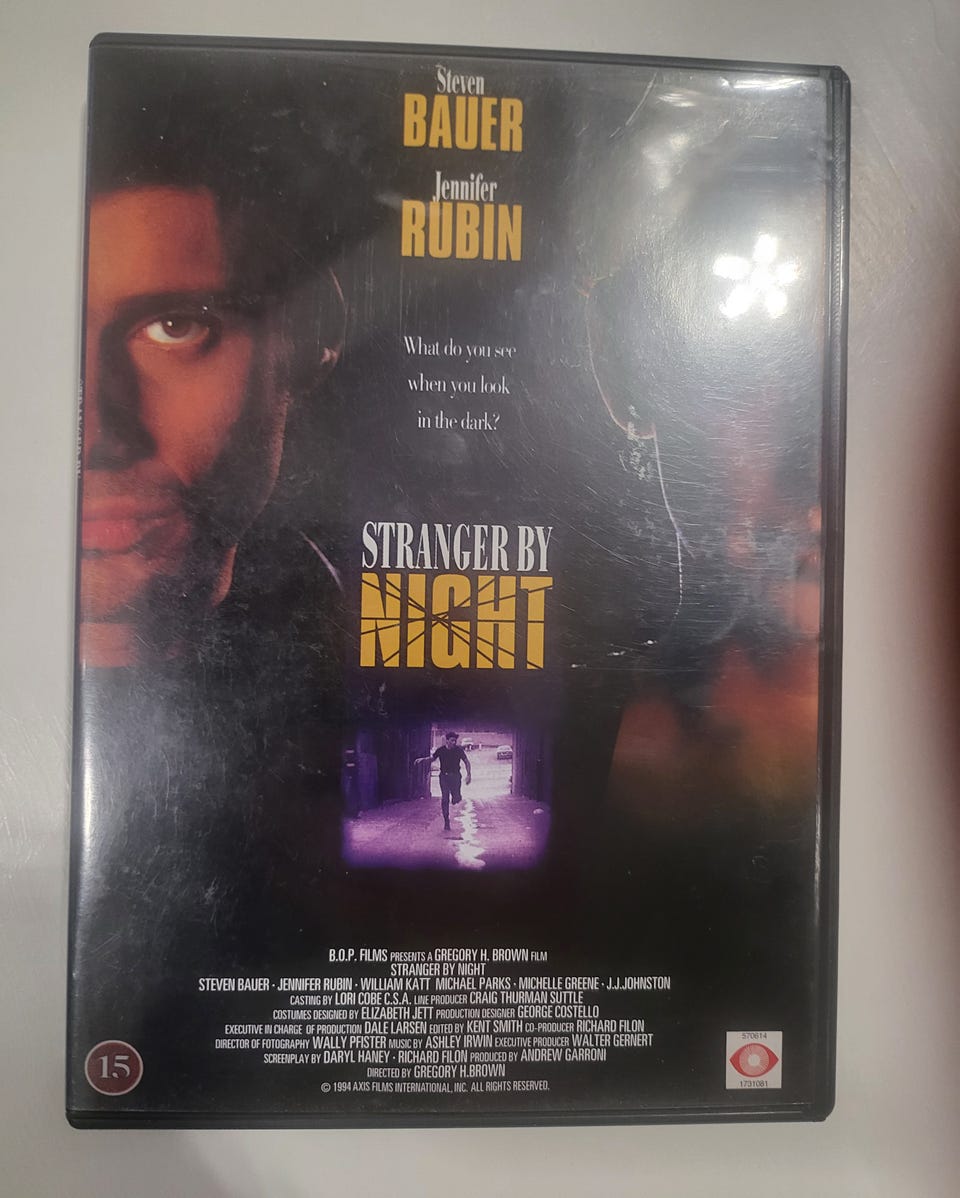 Steven
BAUER
Jennifer
RUBIN
What do you see
when you look
in the dark?
STRANGER BY
NIGHT
B.O.P. FILMS PRESENTS A GREGORY H. BROWN FILM
STRANGER BY NIGHT
STEVEN BAUER · JENNIFER RUBIN · WILLIAM KATT MICHAEL PARKS · MICHELLE GREENE · J.J.JOHNSTON
CASTING BY LORI COBE C.S.A. LINE PRODUCER CRAIG THURMAN SUTTLE
COSTUMES DESIGNED BY ELIZABETH JETT PRODUCTION DESIGNER GEORGE COSTELLO
EXECUTIVE IN CHARGE OF PRODUCTION DALE LARSEN EDITED BY KENT SMITH CO-PRODUCER RICHARD FILON
DIRECTOR OF FOTOGRAPHY WALLY PFISTER MUSIC BY ASHLEY IRWIN EXECUTIVE PRODUCER WALTER GERNERT
SCREENPLAY BY DARYL HANEY · RICHARD FILON PRODUCED BY ANDREW GARRONI
DIRECTED BY GREGORY H.BROWN
© 1994 AXIS FILMS INTERNATIONAL, INC. ALL RIGHTS RESERVED.
15
570614
1731081